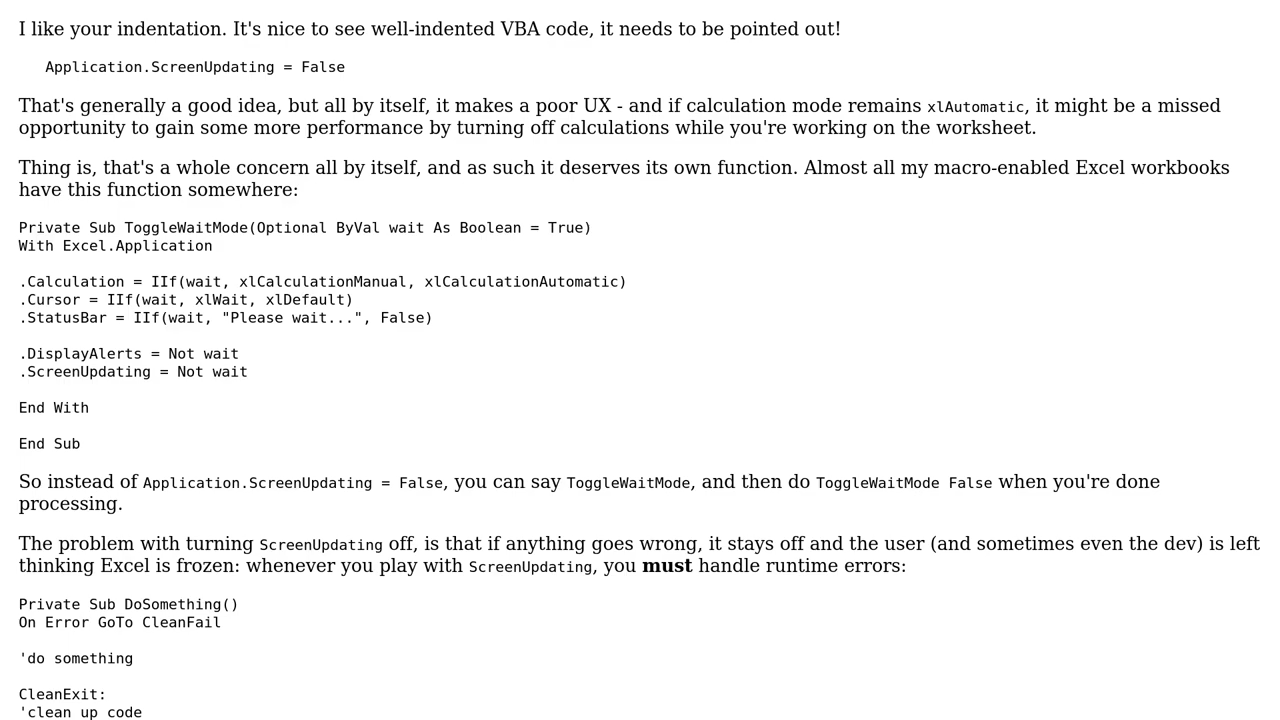 I like your indentation. It's nice to see well-indented VBA code, it needs to be pointed out!
Application.ScreenUpdating = False
That's generally a good idea, but all by itself, it makes a poor UX - and if calculation mode remains xlAutomatic, it might be a missed
opportunity to gain some more performance by turning off calculations while you're working on the worksheet.
Thing is, that's a whole concern all by itself, and as such it deserves its own function. Almost all my macro-enabled Excel workbooks
have this function somewhere:
Private Sub ToggleWaitMode(Optional ByVal wait As Boolean = True)
With Excel.Application
.Calculation = IIf(wait, xlCalculationManual, xlCalculationAutomatic)
.Cursor = IIf(wait, xlWait, xlDefault)
.StatusBar = IIf(wait, "Please wait...", False)
.DisplayAlerts = Not wait
.ScreenUpdating = Not wait
End With
End Sub
So instead of Application.ScreenUpdating = False, you can say ToggleWaitMode, and then do ToggleWaitMode False when you're done
processing.
The problem with turning ScreenUpdating off, is that if anything goes wrong, it stays off and the user (and sometimes even the dev) is left
thinking Excel is frozen: whenever you play with ScreenUpdating, you must handle runtime errors:
Private Sub DoSomething()
On Error GoTo CleanFail
'do something
CleanExit:
'clean up code